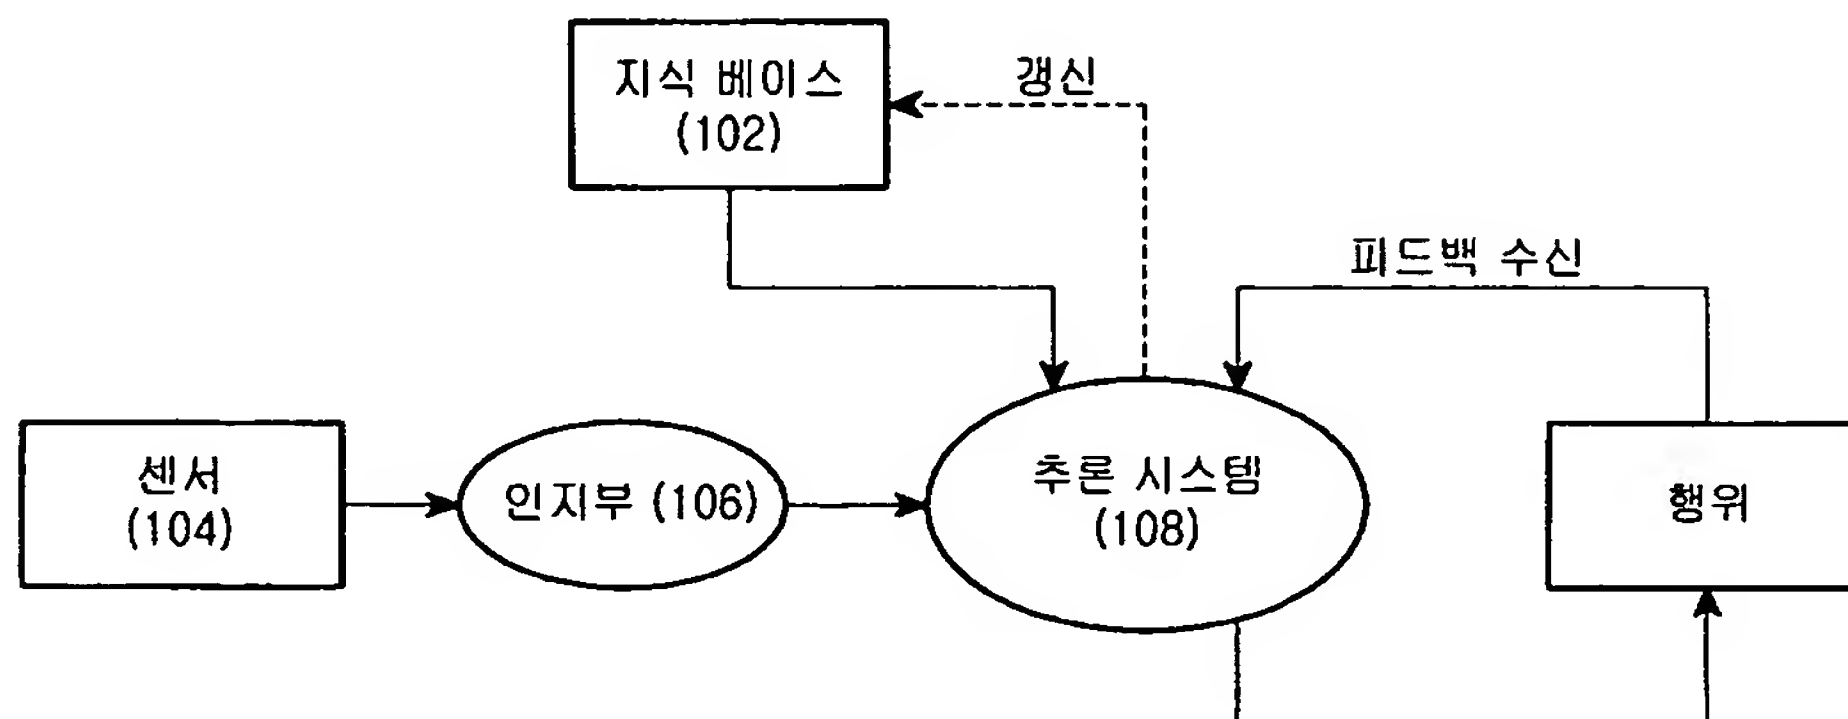 지식 베이스
(102)
갱신
피드백 수신
센서
(104)
인지부 (106)
추론 시스템
(108)
행위